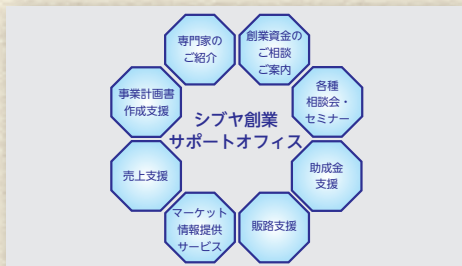 専門家の
ご紹介
創業資金の
ご相談
ご案内
事業計画書
作成支援
各種
相談会・
セミナー
シブヤ創業
サポートオフィス
売上支援
助成金
支援
マーケット
情報提供
サービス
販路支援